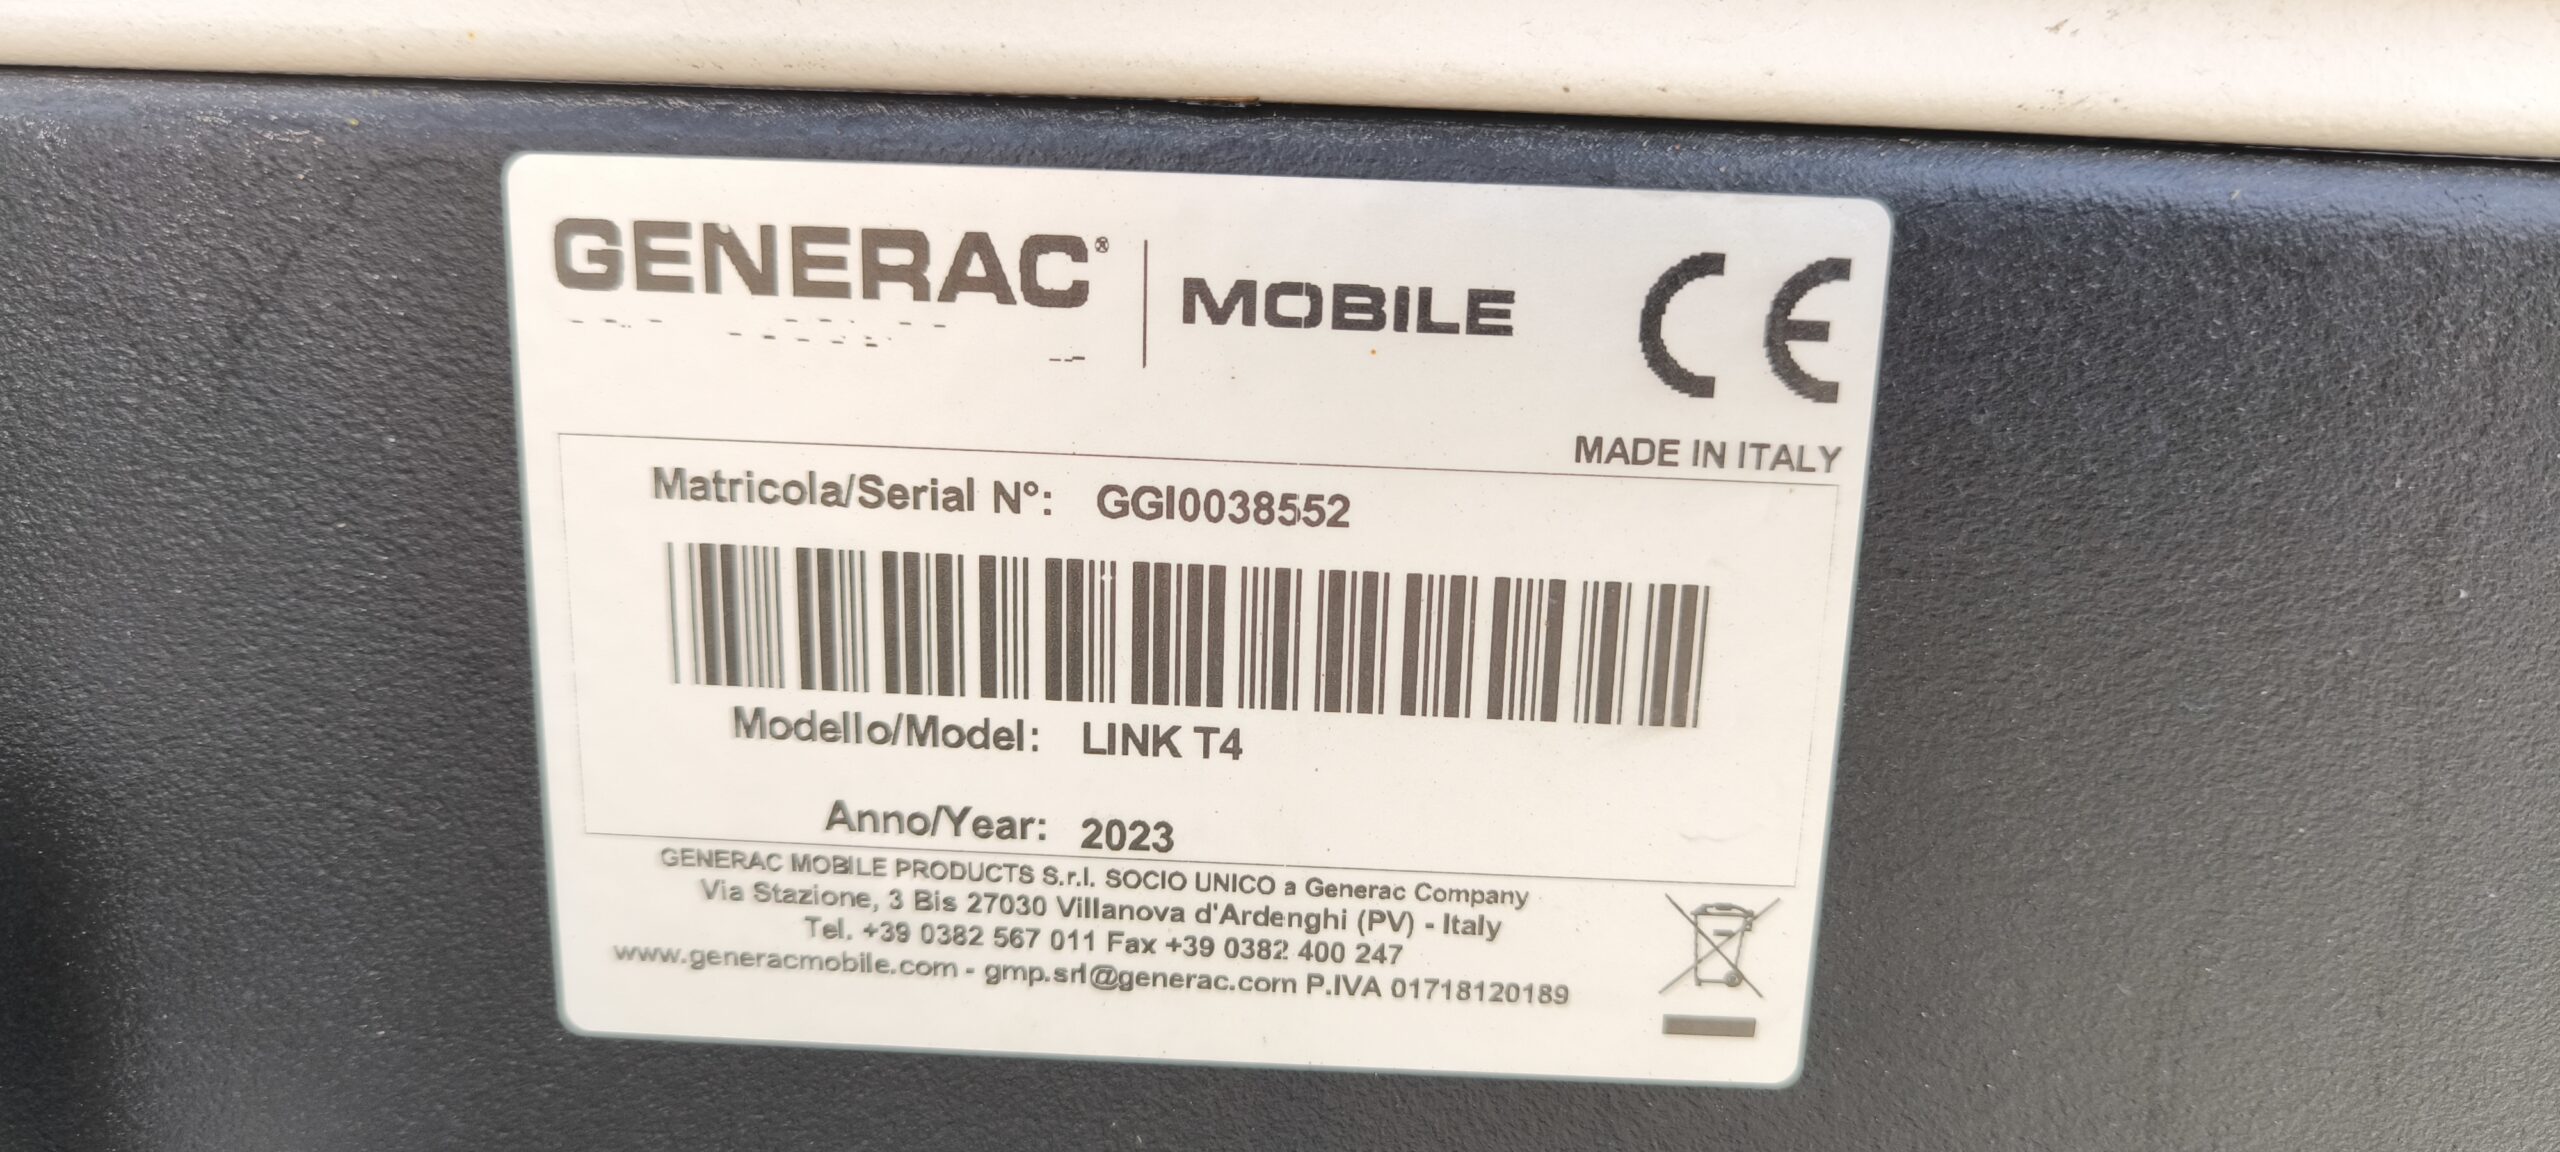 GENERAC® MOBILE
CE
MADE IN ITALY
Matricola/Serial N°: GGI0038552
Modello/Model: LINK T4
Anno/Year: 2023
GENERAC MOBILE PRODUCTS S.r.l. SOCIO UNICO a Generac Company
Via Stazione, 3 Bis 27030 Villanova d'Ardenghi (PV) - Italy
Tel. +39 0382 567 011 Fax +39 0382 400 247
www.generacmobile.com - gmp.srl@generac.com P.IVA 01718120189